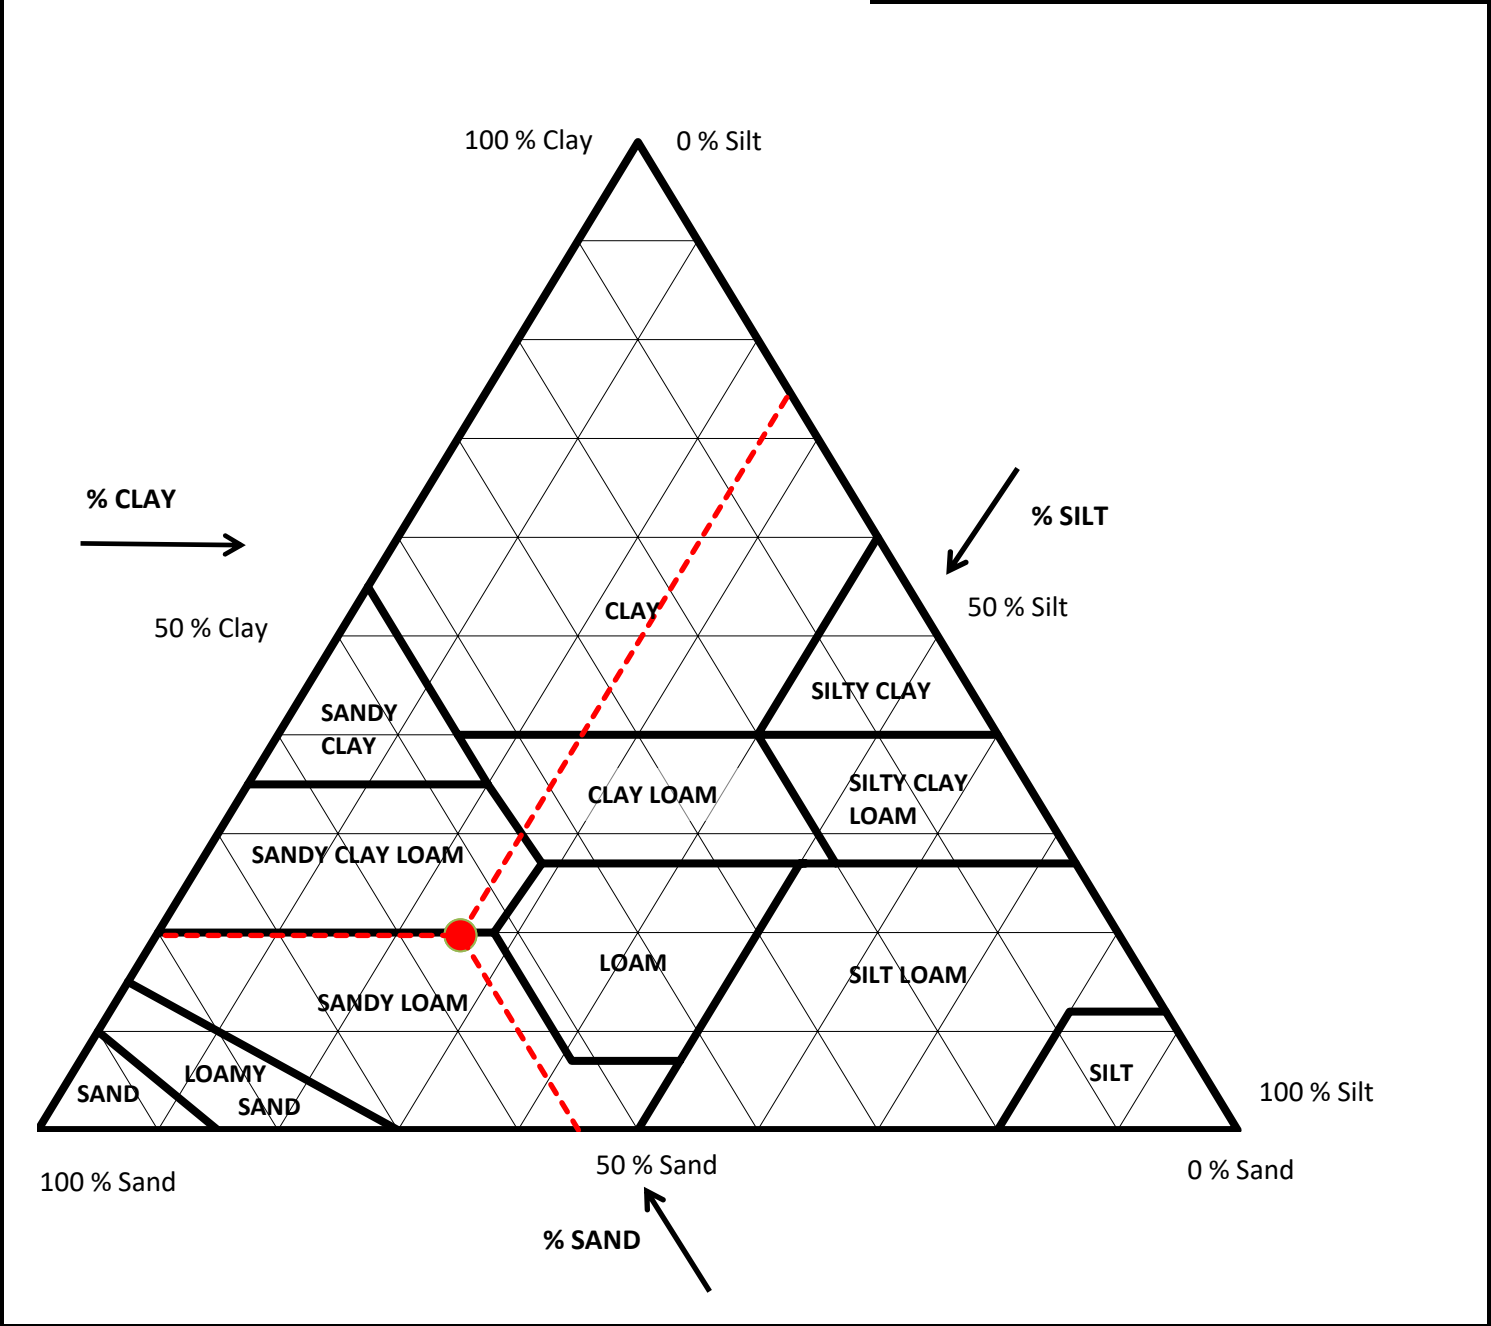 100 % Clay
0 % Silt
% CLAY
% SILT
50 % Silt
50 % Clay
CLAY
SILTY CLAY
SANDY
CLAY
SILTY CLAY
LOAM
CLAY LOAM
SANDY CLAY LOAM
LOAM
SILT LOAM
SANDY LOAM
LOAMY
SAND
SAND
SILT
100 % Silt
50 % Sand
0 % Sand
100 % Sand
% SAND